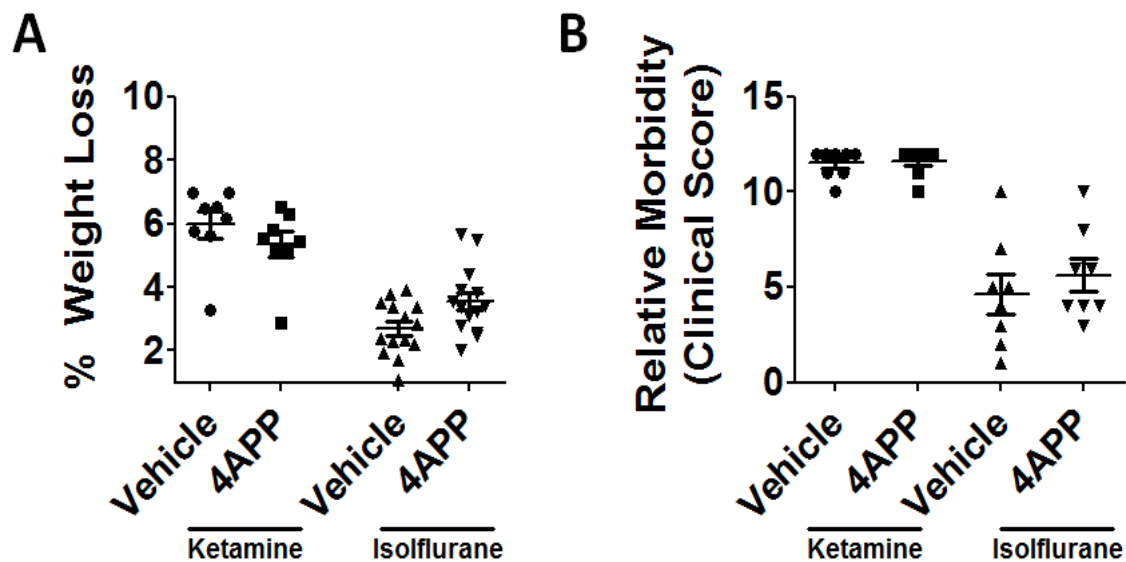 A
% Weight Loss
10
8
6
4
2
Vehicle
4APP
Vehicle
4APP
Ketamine
Isolflurane
B
Relative Morbidity
(Clinical Score)
15
10
5
0
Vehicle
4APP
Vehicle
4APP
Ketamine
Isolflurane